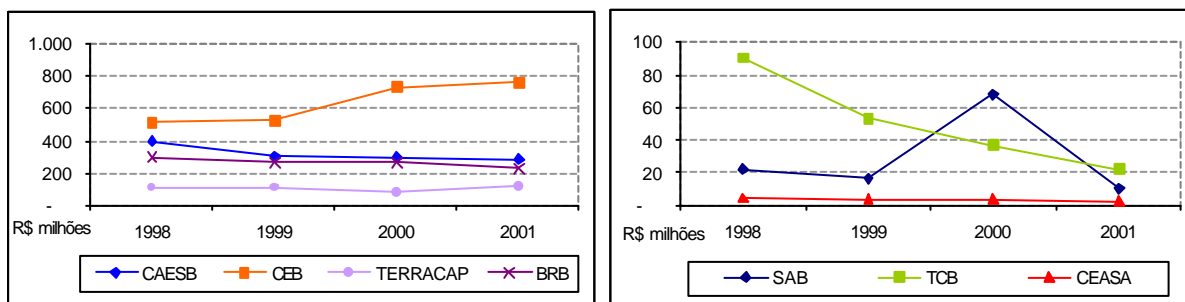 1.000
800
600
400
200
-
R$ milhões
1998 1999 2000 2001
CAESB CEB TERRACAP BRB
100
80
60
40
20
-
R$ milhões
1998 1999 2000 2001
SAB TCB CEASA